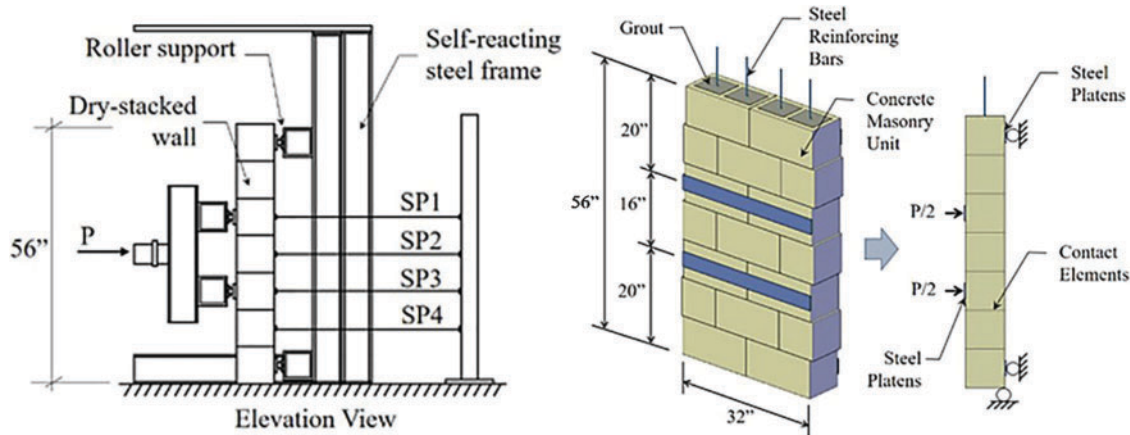 Roller support
Self-reacting
steel frame
Dry-stacked
wall
56”
P
SP1
SP2
SP3
SP4
Elevation View
Grout
Steel
Reinforcing
Bars
Concrete
Masonry
Unit
Steel
Platens
20”
56”
16”
20”
32”
P/2
P/2
Contact
Elements
Steel
Platens